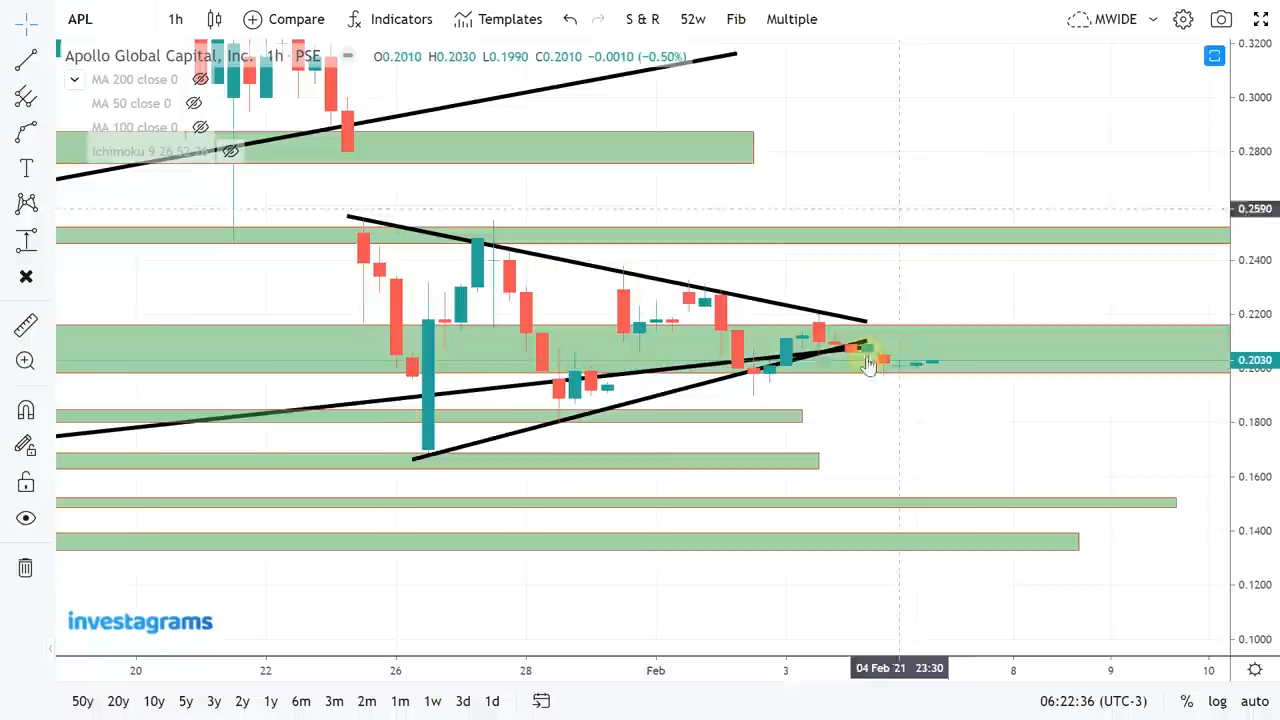 APL 1h Compare Indicators Templates S & R 52w Fib Multiple MWIDE
Apollo Global Capital, Inc. 1h PSE O0.2010 H0.2030 L0.1990 C0.2010 −0.0010 (−0.50%)
MA 200 close 0
MA 50 close 0
MA 100 close 0
Ichimoku 9 26 52 26
0.3200
0.3000
0.2800
0.2590
0.2400
0.2200
0.2030
0.2000
0.1800
0.1600
0.1400
0.1200
0.1000
investagrams
20 22 26 28 Feb 3 04 Feb '21 23:30 8 9 10
50y 20y 10y 5y 3y 2y 1y 6m 3m 2m 1m 1w 3d 1d 06:22:36 (UTC-3) % log auto